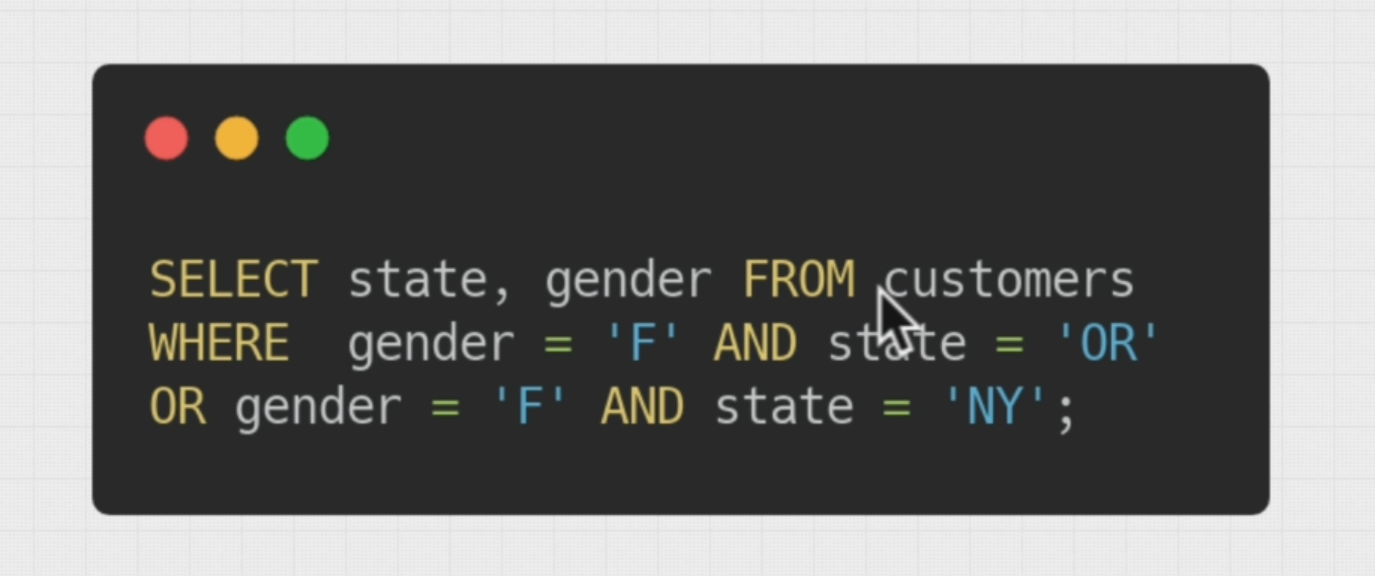 SELECT state, gender FROM customers
WHERE  gender = 'F' AND state = 'OR'
OR gender = 'F' AND state = 'NY';